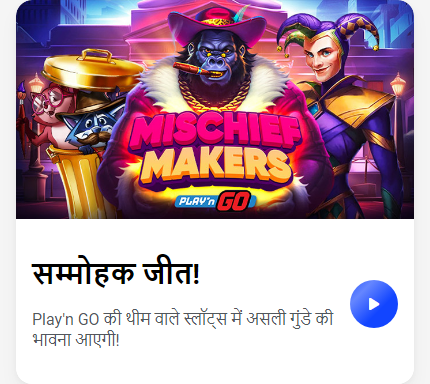 MISCHIEF
MAKERS
PLAY'n GO
सम्मोहक जीत!
Play'n GO की थीम वाले स्लॉट्स में असली गुंडे की
भावना आएगी!